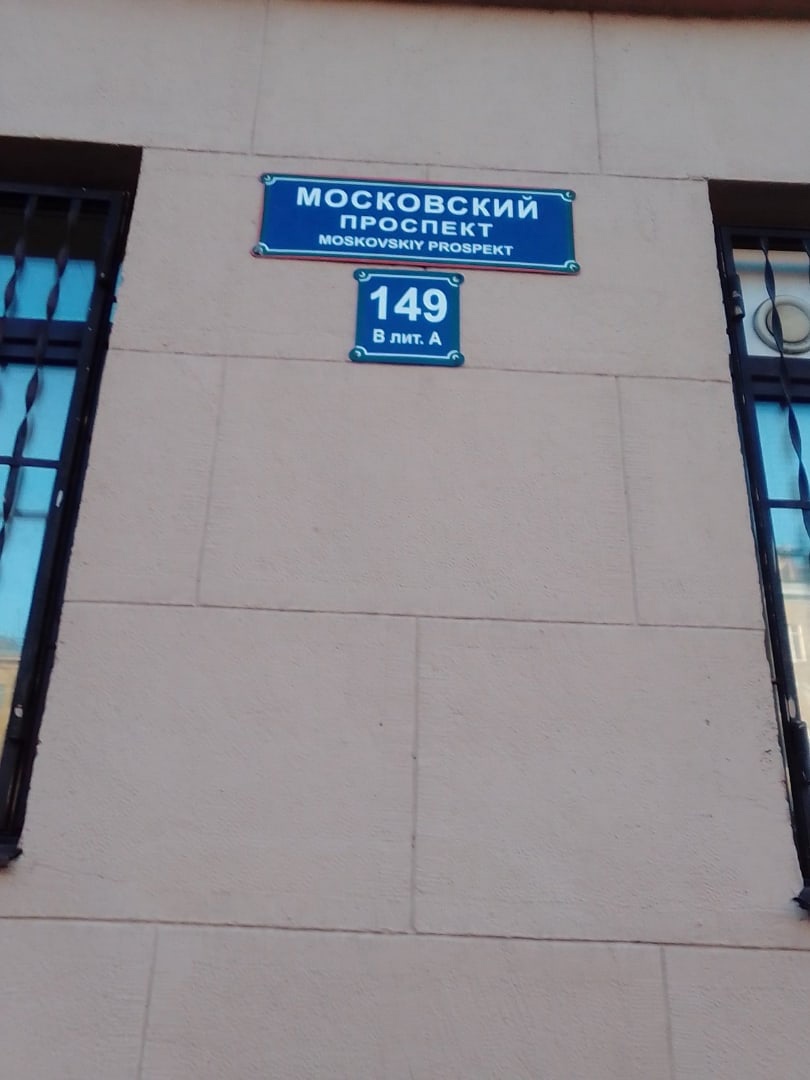 МОСКОВСКИЙ
ПРОСПЕКТ
MOSKOVSKIY PROSPEKT
149
В лит. А